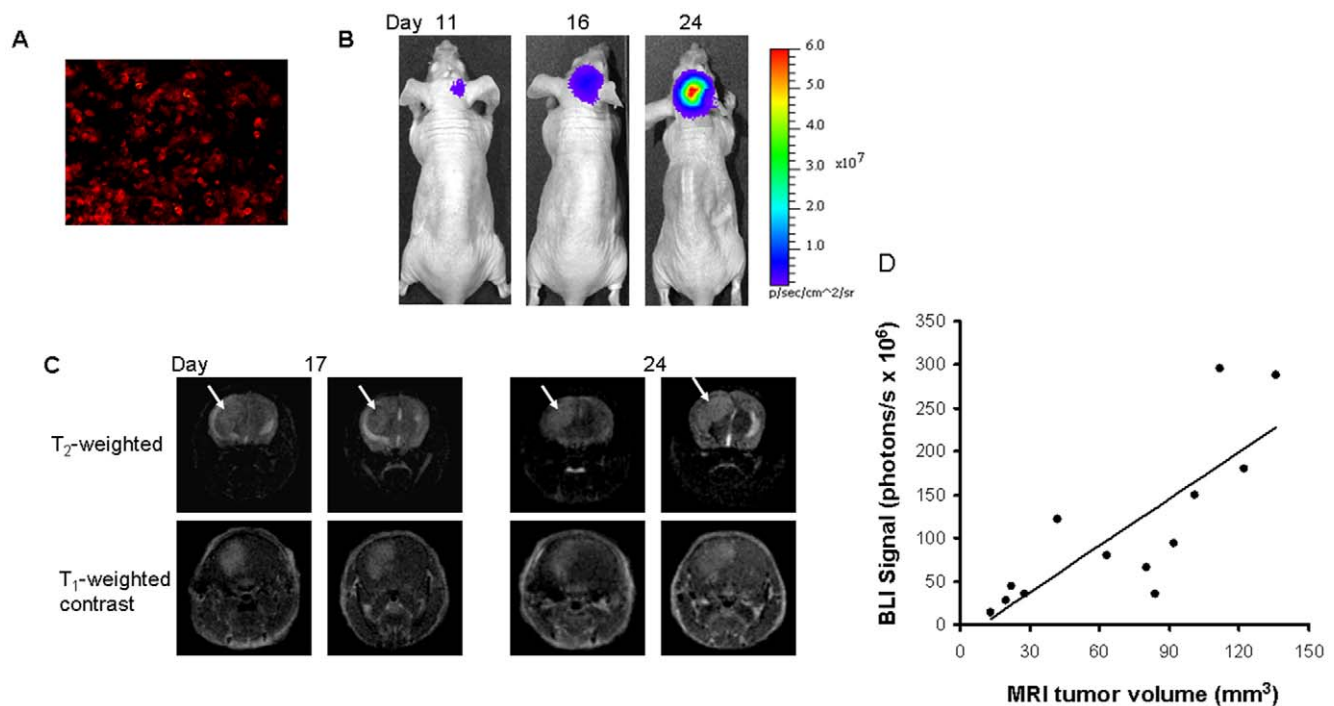 A
B
Day 11 16 24
6.0
5.0
4.0
3.0
x10^7
2.0
1.0
p/sec/cm^2/sr
C
Day 17 24
T₂-weighted
T₁-weighted
contrast
D
BLI Signal (photons/s x 10⁶)
350
300
250
200
150
100
50
0
0 30 60 90 120 150
MRI tumor volume (mm³)